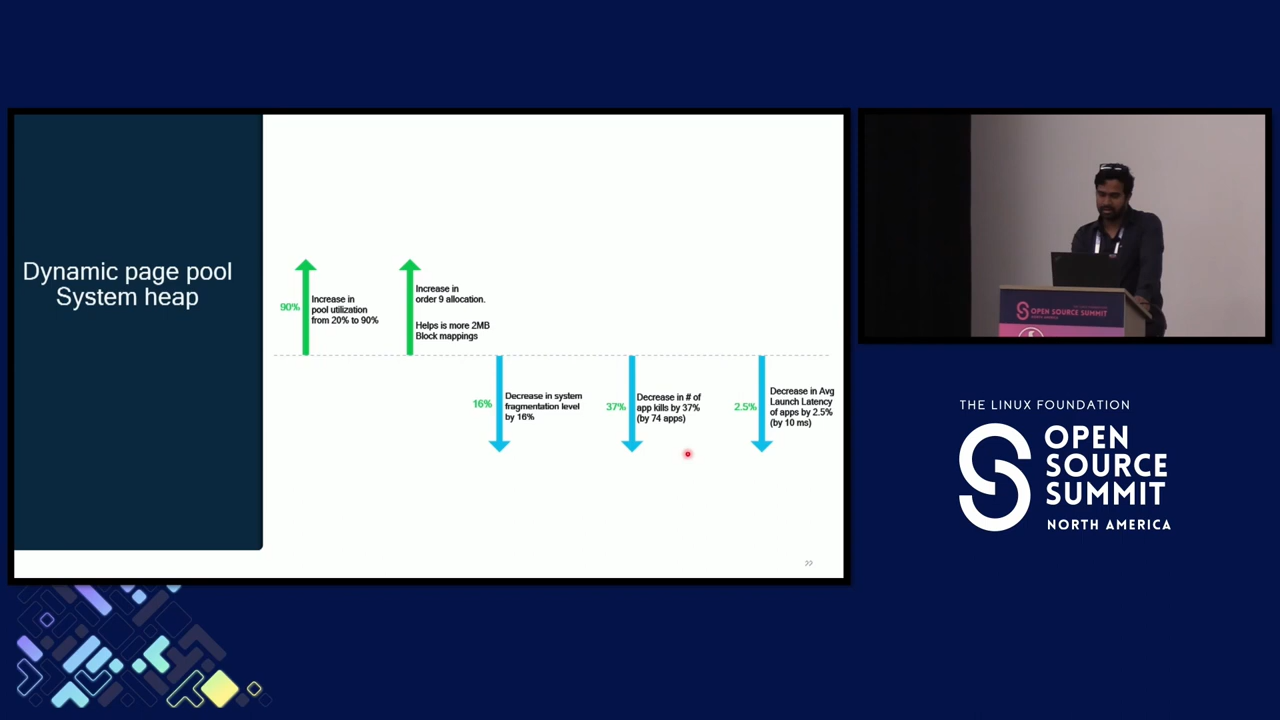 Dynamic page pool
System heap
90%
Increase in
pool utilization
from 20% to 90%
Increase in
order 9 allocation.
Helps is more 2MB
Block mappings
16%
Decrease in system
fragmentation level
by 16%
37%
Decrease in # of
app kills by 37%
(by 74 apps)
2.5%
Decrease in Avg
Launch Latency
of apps by 2.5%
(by 10 ms)
22
OPEN SOURCE SUMMIT
THE LINUX FOUNDATION
OPEN
SOURCE
SUMMIT
NORTH AMERICA